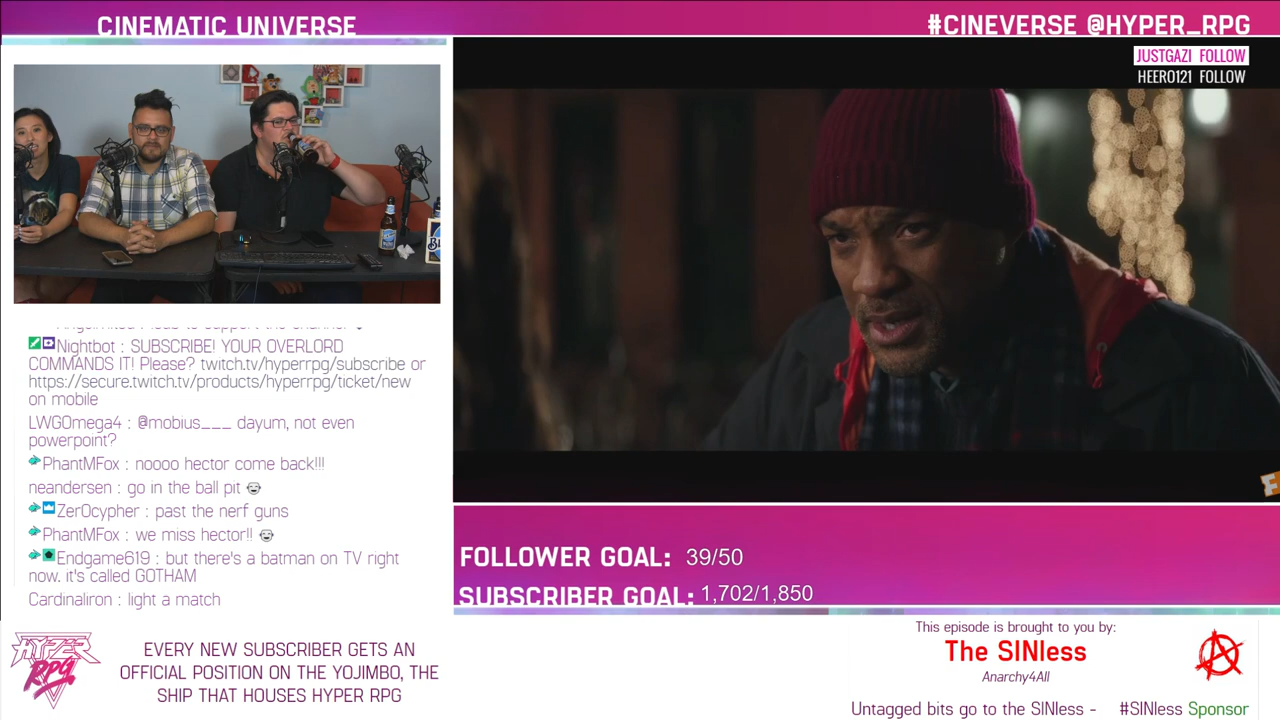 CINEMATIC UNIVERSE
#CINEVERSE @HYPER_RPG
JUSTGAZI FOLLOW
HEERO121 FOLLOW
Nightbot : SUBSCRIBE! YOUR OVERLORD
COMMANDS IT! Please? twitch.tv/hyperrpg/subscribe or
https://secure.twitch.tv/products/hyperrpg/ticket/new
on mobile
LWGOmega4 : @mobius___ dayum, not even
powerpoint?
PhantMFox : noooo hector come back!!!
neandersen : go in the ball pit
Zer0cypher : past the nerf guns
PhantMFox : we miss hector!!
Endgame619 : but there's a batman on TV right
now. it's called GOTHAM
Cardinaliron : light a match
FOLLOWER GOAL: 39/50
SUBSCRIBER GOAL: 1,702/1,850
HYPER
RPG
EVERY NEW SUBSCRIBER GETS AN
OFFICIAL POSITION ON THE YOJIMBO, THE
SHIP THAT HOUSES HYPER RPG
This episode is brought to you by:
The SINless
Anarchy4All
Untagged bits go to the SINless - #SINless Sponsor